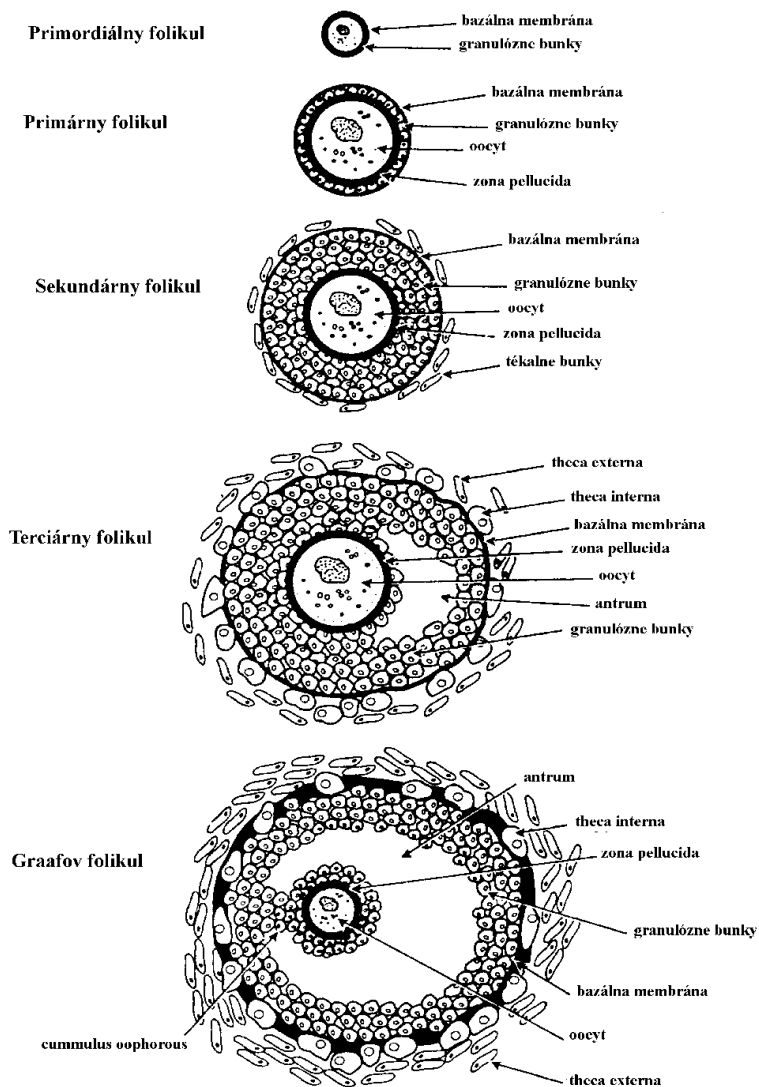 Primordiálny folikul
bazálna membrána
granulózne bunky
Primárny folikul
bazálna membrána
granulózne bunky
oocyt
zona pellucida
Sekundárny folikul
bazálna membrána
granulózne bunky
oocyt
zona pellucida
tékalne bunky
Terciárny folikul
theca externa
theca interna
bazálna membrána
zona pellucida
oocyt
antrum
granulózne bunky
Graafov folikul
antrum
theca interna
zona pellucida
granulózne bunky
bazálna membrána
oocyt
theca externa
cummulus oophorous